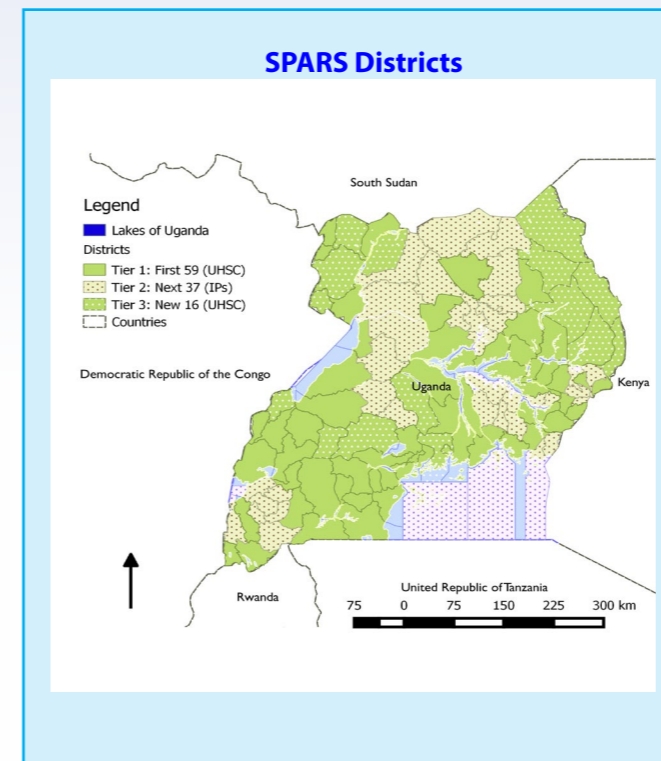 SPARS Districts
South Sudan
Legend
Lakes of Uganda
Districts
Tier 1: First 59 (UHSC)
Tier 2: Next 37 (IPs)
Tier 3: New 16 (UHSC)
Countries
Democratic Republic of the Congo
Uganda
Kenya
United Republic of Tanzania
Rwanda
75 0 75 150 225 300 km